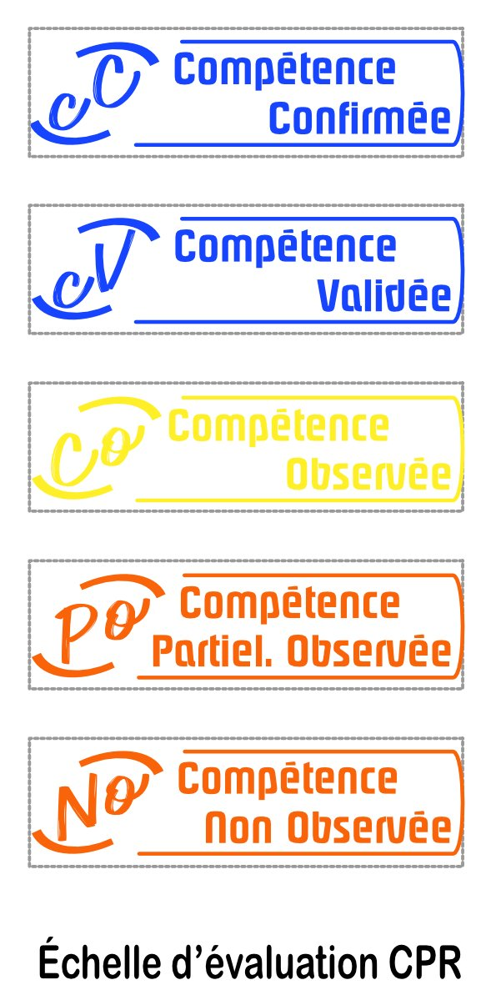 cC Compétence
Confirmée
cV Compétence
Validée
Co Compétence
Observée
Po Compétence
Partiel. Observée
No Compétence
Non Observée
Échelle d'évaluation CPR